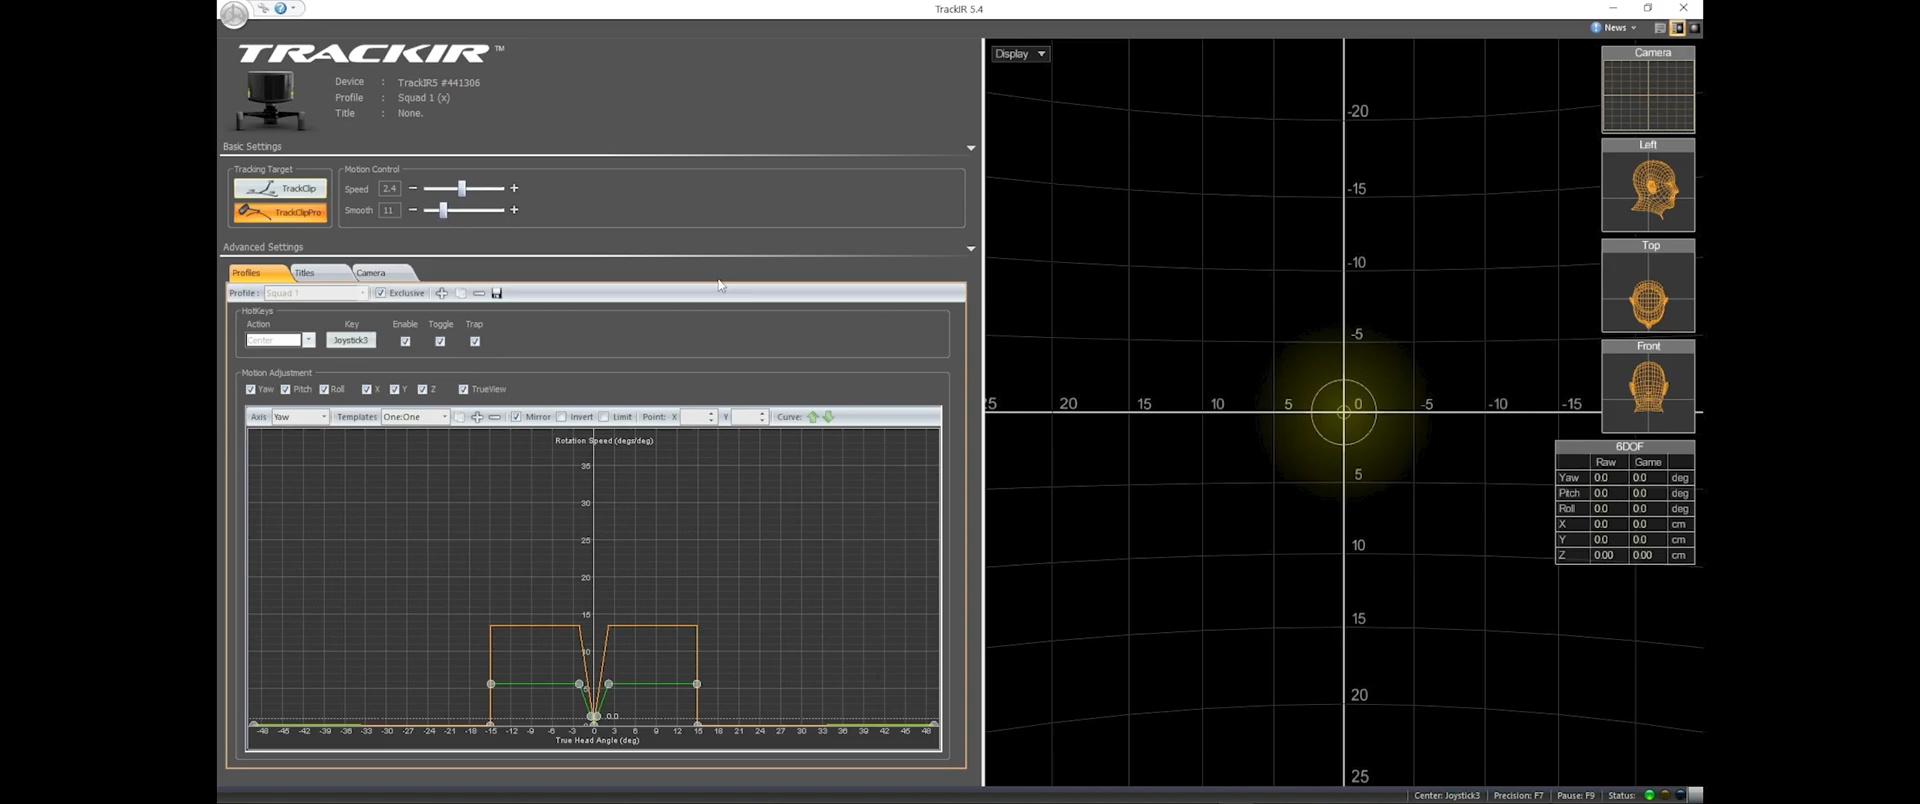 TrackIR 5.4
News
TRACKIR™
Device : TrackIR5 #441306
Profile : Squad 1 (x)
Title : None.
Basic Settings
Tracking Target
TrackClip
TrackClipPro
Motion Control
Speed 2.4 − +
Smooth 11 − +
Advanced Settings
Profiles Titles Camera
Profile : Squad 1 Exclusive
HotKeys
Action Key Enable Toggle Trap
Center Joystick3
Motion Adjustment
Yaw Pitch Roll X Y Z TrueView
Axis Yaw Templates One:One Mirror Invert Limit Point: X Y Curve:
Rotation Speed (degs/deg)
35
30
25
20
15
10
5
0.0
0
-48 -45 -42 -39 -36 -33 -30 -27 -24 -21 -18 -15 -12 -9 -6 -3 0 3 6 9 12 15 18 21 24 27 30 33 36 39 42 45 48
True Head Angle (deg)
Display
-20
-15
-10
-5
25 20 15 10 5 0 -5 -10 -15
5
10
15
20
25
Camera
Left
Top
Front
6DOF
Raw Game
Yaw 0.0 0.0 deg
Pitch 0.0 0.0 deg
Roll 0.0 0.0 deg
X 0.0 0.0 cm
Y 0.0 0.0 cm
Z 0.00 0.00 cm
Center: Joystick3 Precision: F7 Pause: F9 Status: